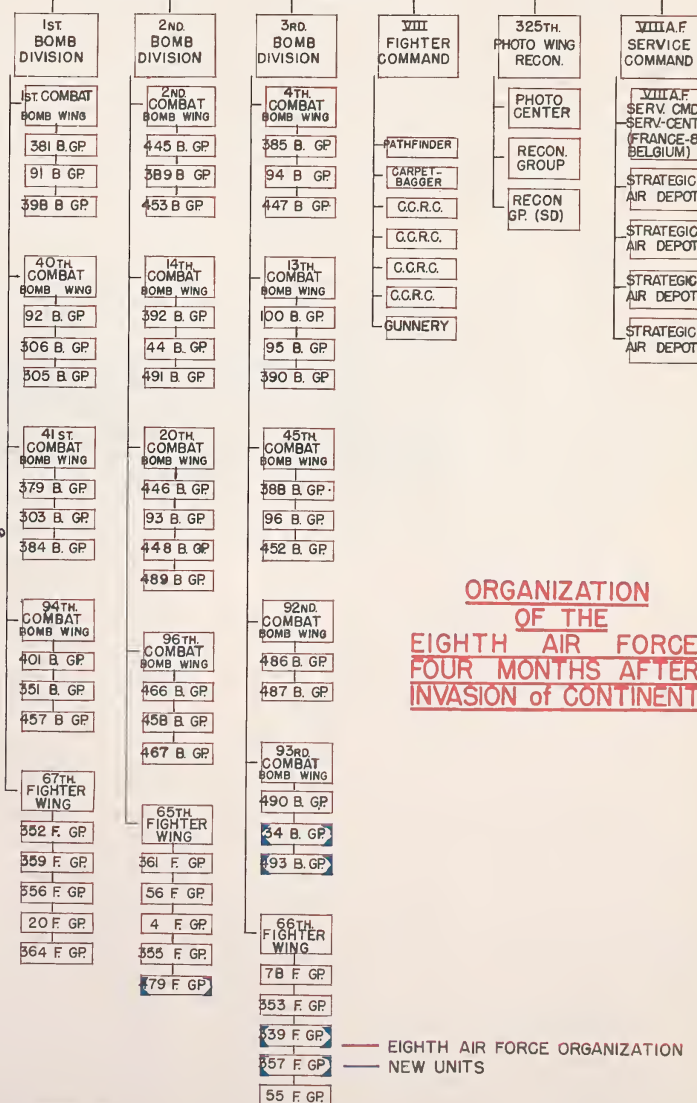 1ST.
BOMB
DIVISION
1ST. COMBAT
BOMB WING
381 B. GP
91 B GP
398 B GP
40TH.
COMBAT
BOMB WING
92 B. GP.
306 B. GP.
305 B. GP.
41 ST.
COMBAT
BOMB WING
379 B. GP.
303 B. GP.
384 B. GP.
94TH.
COMBAT
BOMB WING
401 B. GP.
351 B. GP.
457 B GP
67TH.
FIGHTER
WING
352 F. GP.
359 F. GP.
356 F. GP.
20 F. GP.
364 F. GP.
2ND.
BOMB
DIVISION
2ND.
COMBAT
BOMB WING
445 B. GP.
389 B GP.
453 B GP
14TH.
COMBAT
BOMB WING
392 B. GP.
44 B. GP.
491 B. GP.
20TH.
COMBAT
BOMB WING
446 B. GP.
93 B. GP.
448 B. GP
489 B GP.
96TH.
COMBAT
BOMB WING
466 B. GP.
458 B. GP.
467 B. GP.
65TH.
FIGHTER
WING
361 F. GP.
56 F. GP.
4 F. GP.
355 F. GP.
479 F. GP.
3RD.
BOMB
DIVISION
4TH.
COMBAT
BOMB WING
385 B. GP.
94 B GP.
447 B. GP.
13TH.
COMBAT
BOMB WING
100 B. GP.
95 B. GP.
390 B. GP.
45TH.
COMBAT
BOMB WING
388 B. GP.
96 B. GP.
452 B. GP.
92ND.
COMBAT
BOMB WING
486 B. GP.
487 B. GP.
93RD.
COMBAT
BOMB WING
490 B. GP.
34 B. GP.
493 B. GP.
66TH.
FIGHTER
WING
78 F. GP.
353 F. GP.
339 F. GP.
357 F. GP.
55 F. GP.
VIII
FIGHTER
COMMAND
PATHFINDER
CARPET-
BAGGER
C.C.R.C.
C.C.R.C.
C.C.R.C.
C.C.R.C.
GUNNERY
325TH.
PHOTO WING
RECON.
PHOTO
CENTER
RECON.
GROUP
RECON
GP. (SD)
VIII A.F.
SERVICE
COMMAND
VIII A.F.
SERV. CMD
SERV-CENT
(FRANCE-&
BELGIUM)
STRATEGIC
AIR DEPOT
STRATEGIC
AIR DEPOT
STRATEGIC
AIR DEPOT
STRATEGIC
AIR DEPOT
ORGANIZATION
OF THE
EIGHTH AIR FORCE
FOUR MONTHS AFTER
INVASION of CONTINENT
EIGHTH AIR FORCE ORGANIZATION
NEW UNITS